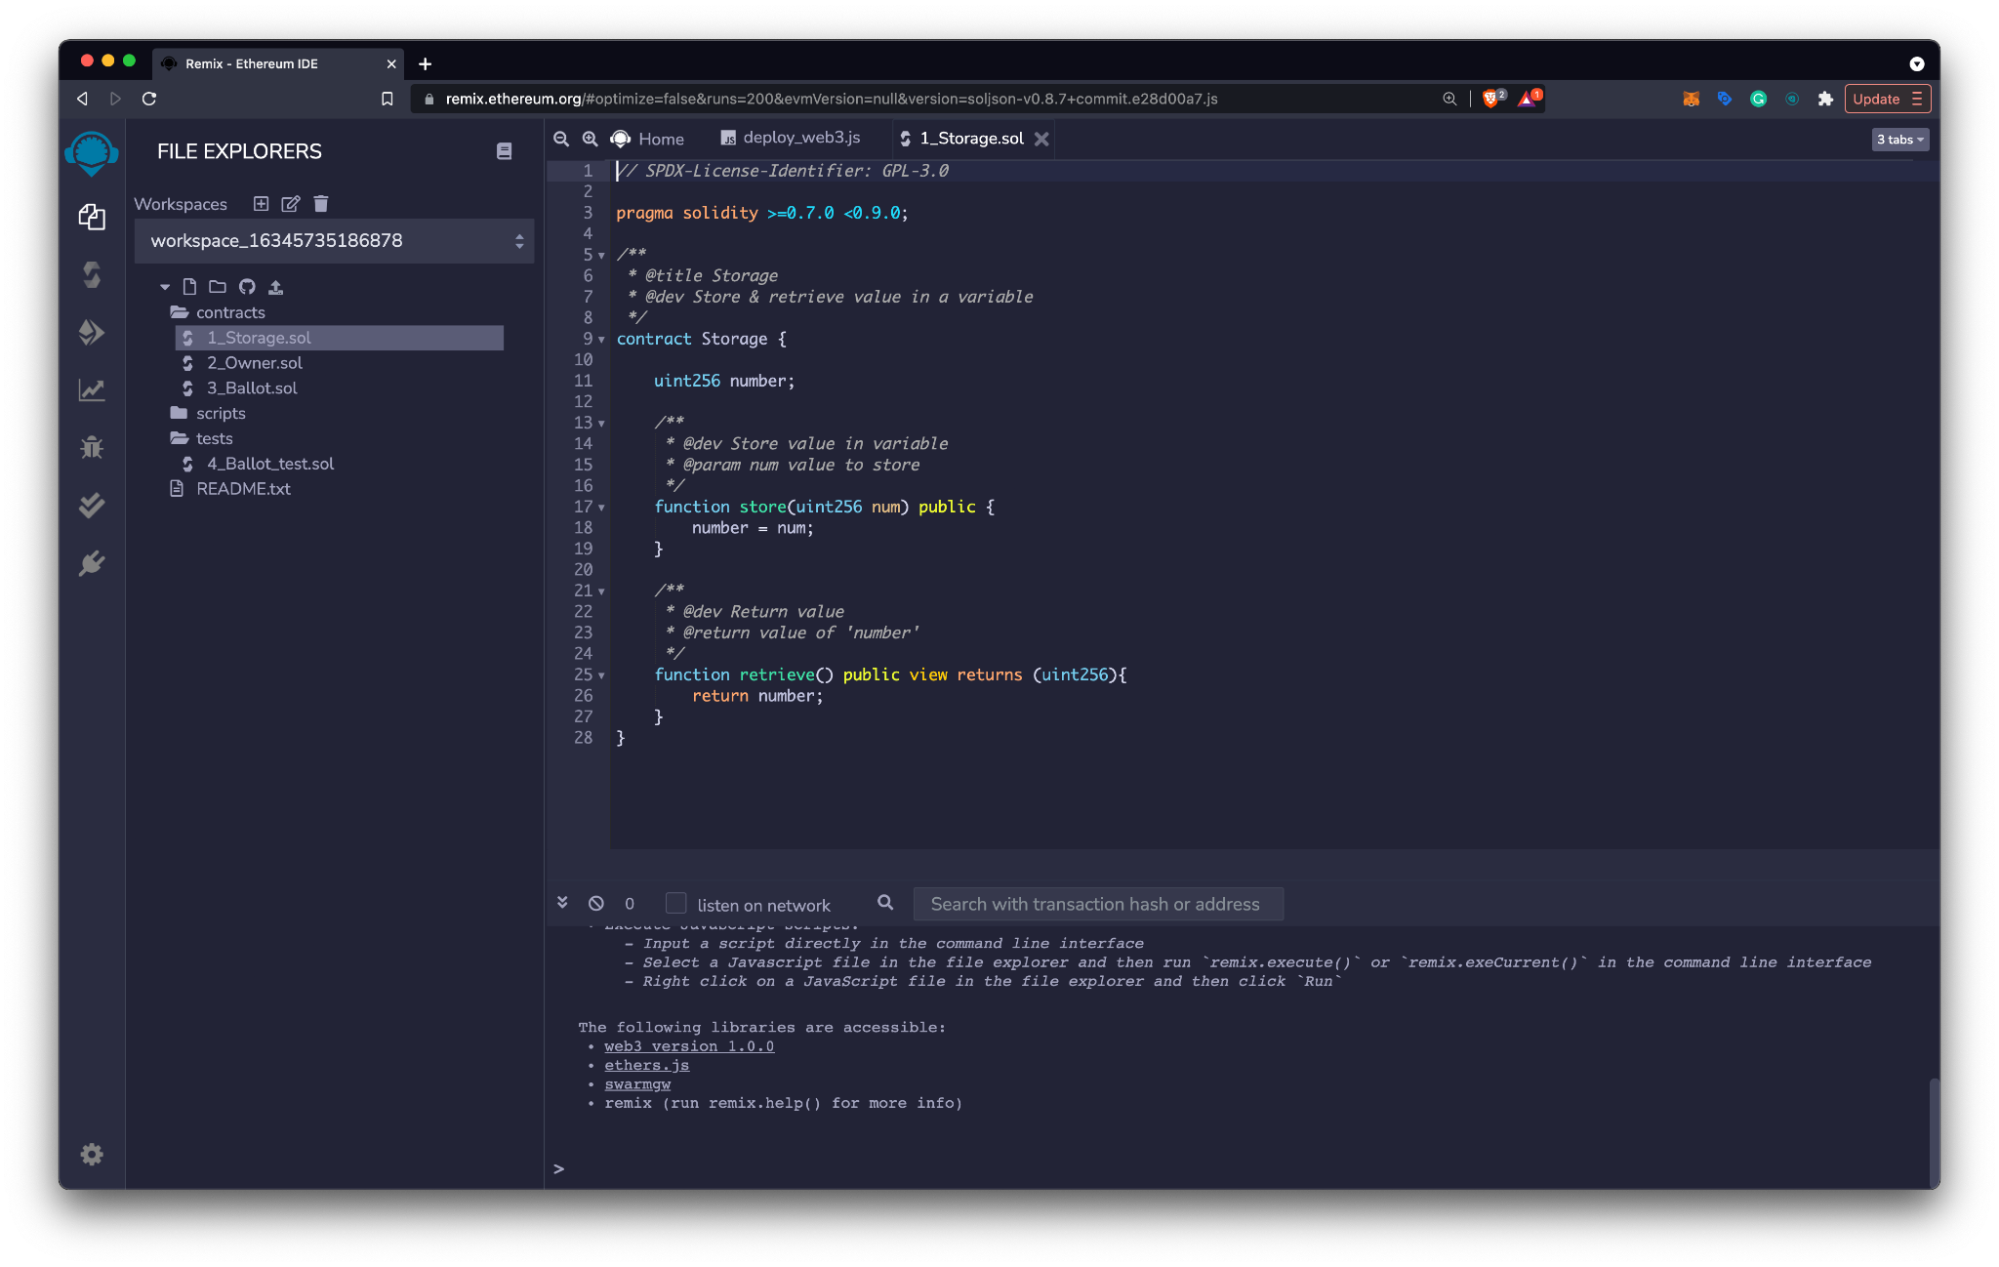 Remix - Ethereum IDE
remix.ethereum.org/#optimize=false&runs=200&evmVersion=null&version=soljson-v0.8.7+commit.e28d00a7.js
2
1
Update
FILE EXPLORERS
Workspaces
workspace_16345735186878
contracts
1_Storage.sol
2_Owner.sol
3_Ballot.sol
scripts
tests
4_Ballot_test.sol
README.txt
Home
JS deploy_web3.js
1_Storage.sol
3 tabs
1 // SPDX-License-Identifier: GPL-3.0
2
3 pragma solidity >=0.7.0 <0.9.0;
4
5 /**
6  * @title Storage
7  * @dev Store & retrieve value in a variable
8  */
9 contract Storage {
10
11     uint256 number;
12
13     /**
14      * @dev Store value in variable
15      * @param num value to store
16      */
17     function store(uint256 num) public {
18         number = num;
19     }
20
21     /**
22      * @dev Return value
23      * @return value of 'number'
24      */
25     function retrieve() public view returns (uint256){
26         return number;
27     }
28 }
0 listen on network Search with transaction hash or address
• Execute JavaScript scripts:
- Input a script directly in the command line interface
- Select a Javascript file in the file explorer and then run `remix.execute()` or `remix.exeCurrent()` in the command line interface
- Right click on a JavaScript file in the file explorer and then click `Run`
The following libraries are accessible:
• web3 version 1.0.0
• ethers.js
• swarmgw
• remix (run remix.help() for more info)
>